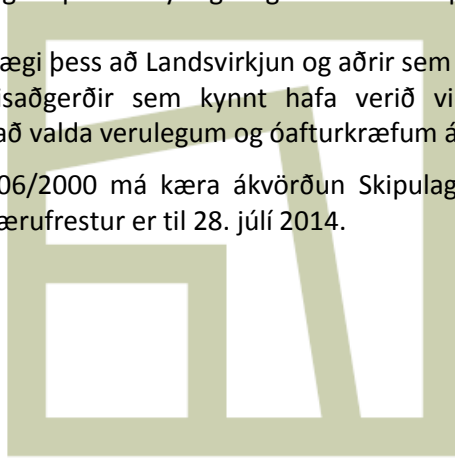 ægi þess að Landsvirkjun og aðrir sem
isaðgerðir sem kynnt hafa verið vi
að valda verulegum og óafturkræfum á
06/2000 má kæra ákvörðun Skipulag
ærufrestur er til 28. júlí 2014.